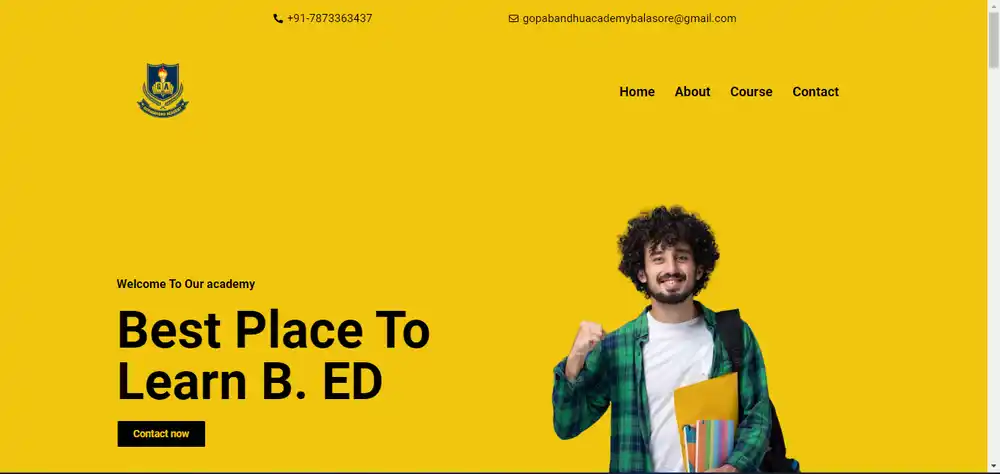 +91-7873363437
gopabandhuacademybalasore@gmail.com
G A
Home About Course Contact
Welcome To Our academy
Best Place To
Learn B. ED
Contact now